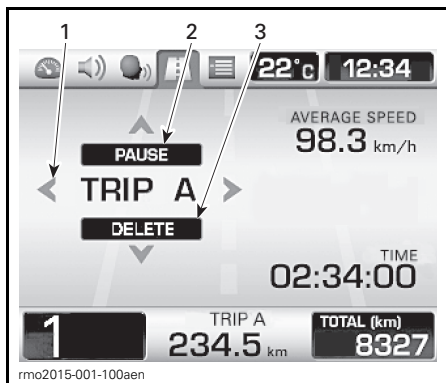 1 2 3
22°c 12:34
AVERAGE SPEED
98.3 km/h
PAUSE
TRIP A
DELETE
TIME
02:34:00
1
TRIP A
234.5 km
TOTAL (km)
8327
rmo2015-001-100aen